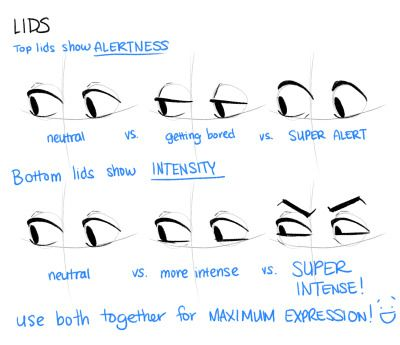 LIDS
Top lids show ALERTNESS
neutral vs. getting bored vs. SUPER ALERT
Bottom lids show INTENSITY
neutral vs. more intense vs. SUPER
INTENSE!
use both together for MAXIMUM EXPRESSION!